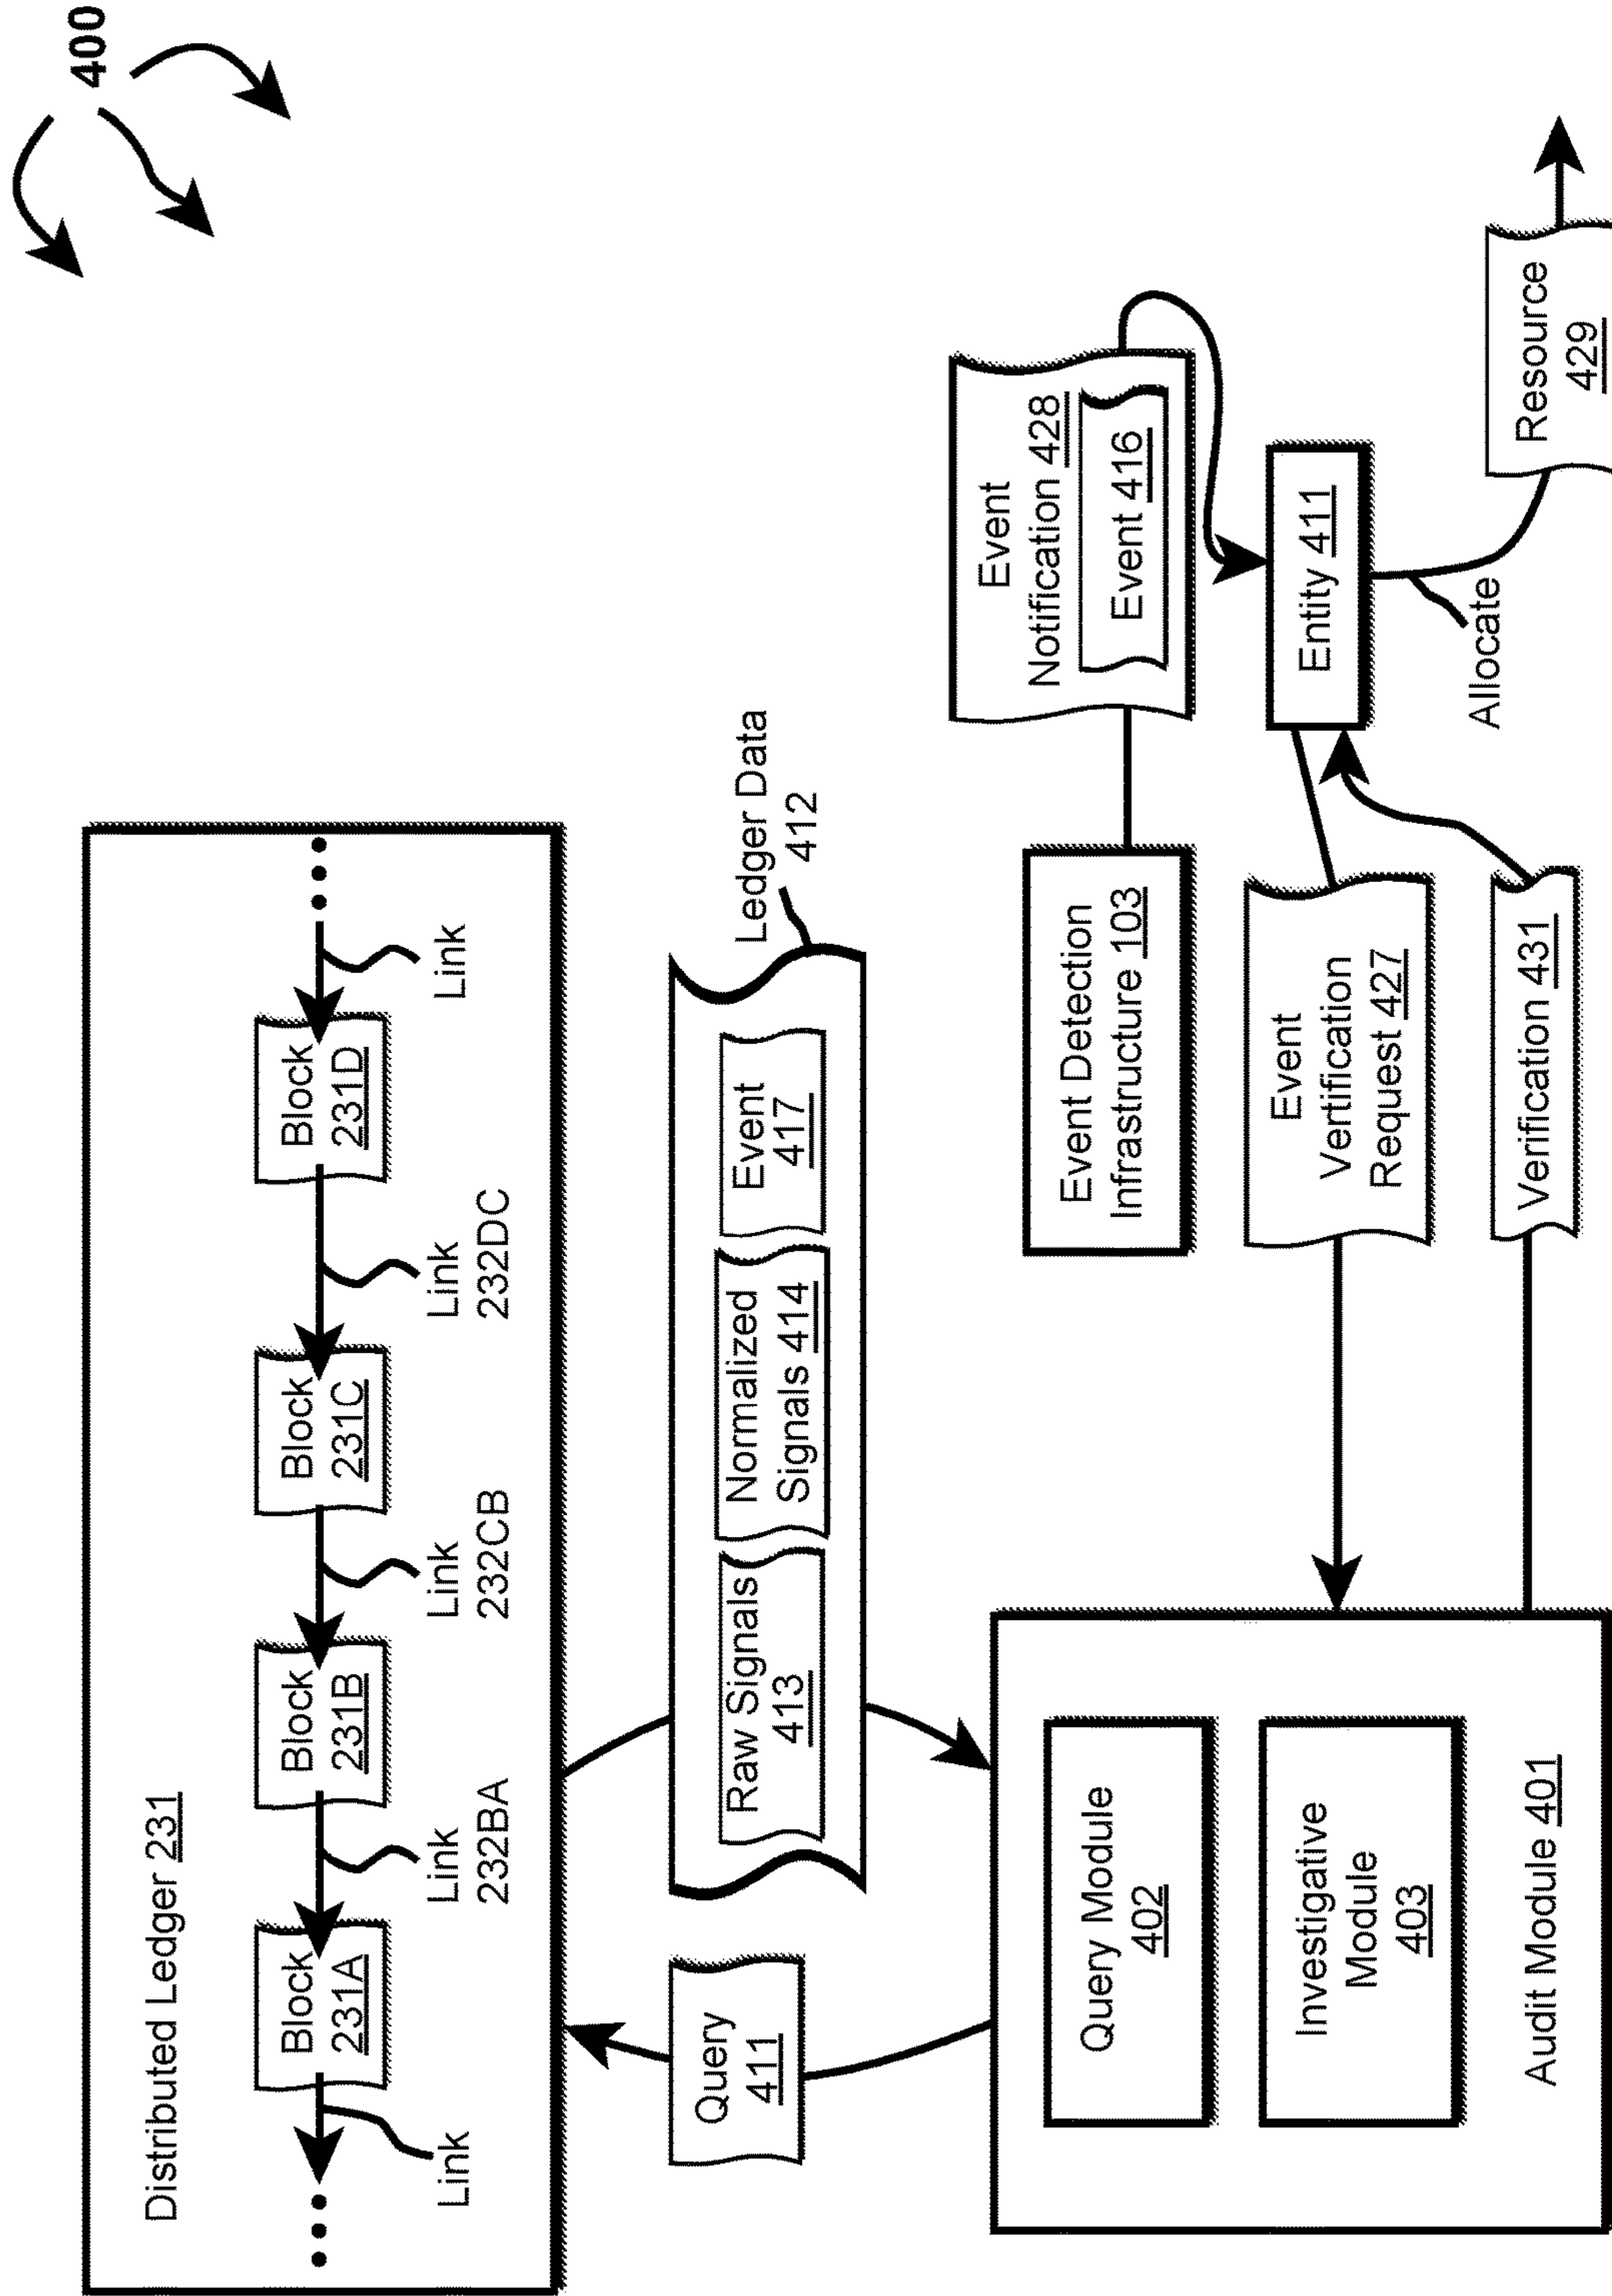 400
Distributed Ledger 231
Block
231A
Block
231B
Block
231C
Block
231D
Link
Link
232BA
Link
232CB
Link
232DC
Link
Query
411
Raw Signals
413
Normalized
Signals 414
Event
417
Ledger Data
412
Query Module
402
Investigative
Module
403
Audit Module 401
Event Detection
Infrastructure 103
Event
Notification 428
Event 416
Event
Vertification
Request 427
Entity 411
Verification 431
Allocate
Resource
429